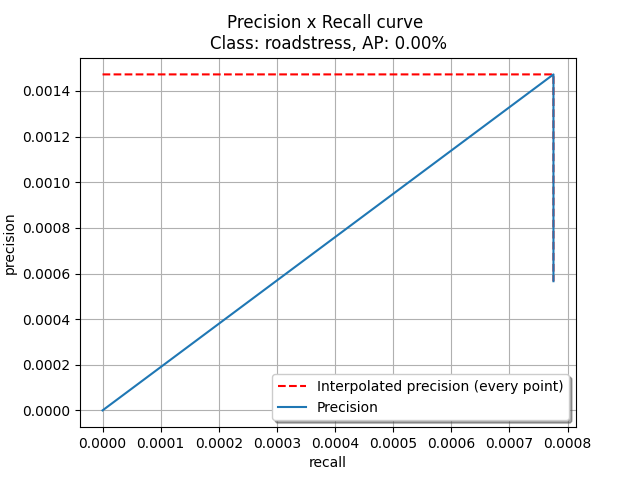 Precision x Recall curve
Class: roadstress, AP: 0.00%
precision
0.0014
0.0012
0.0010
0.0008
0.0006
0.0004
0.0002
0.0000
Interpolated precision (every point)
Precision
0.0000 0.0001 0.0002 0.0003 0.0004 0.0005 0.0006 0.0007 0.0008
recall